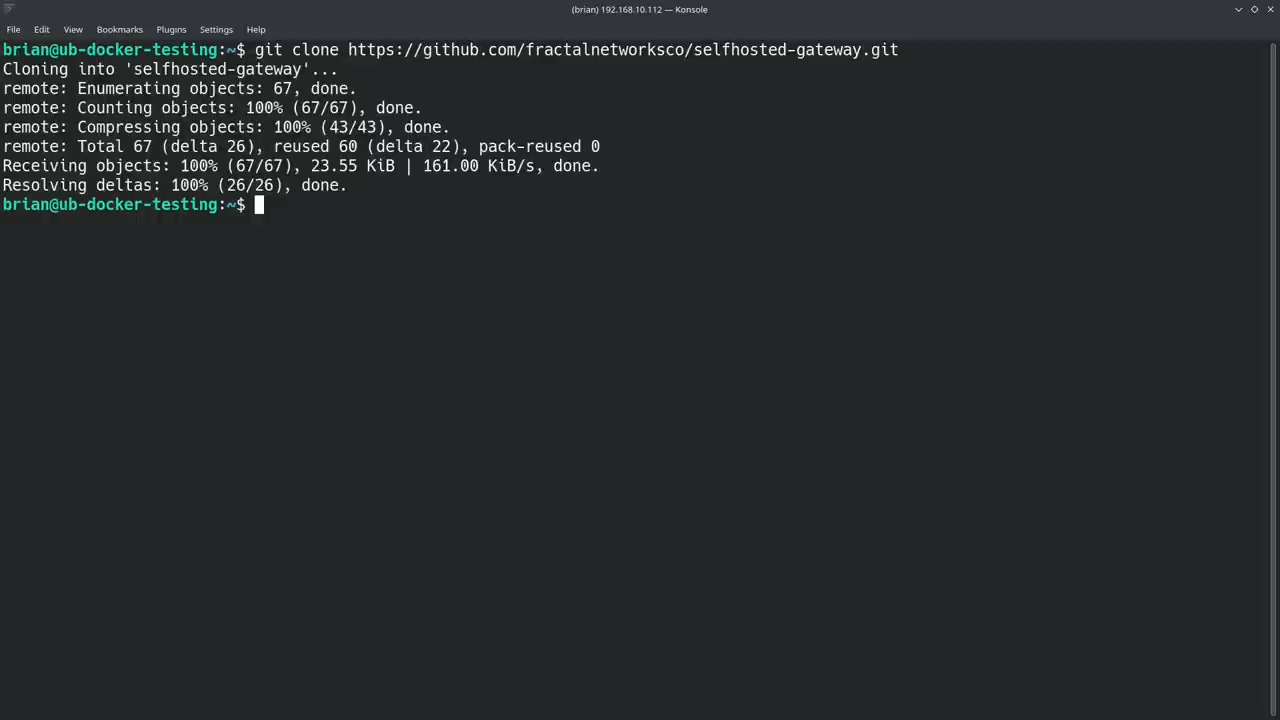 (brian) 192.168.10.112 — Konsole
File Edit View Bookmarks Plugins Settings Help
brian@ub-docker-testing:~$ git clone https://github.com/fractalnetworksco/selfhosted-gateway.git
Cloning into 'selfhosted-gateway'...
remote: Enumerating objects: 67, done.
remote: Counting objects: 100% (67/67), done.
remote: Compressing objects: 100% (43/43), done.
remote: Total 67 (delta 26), reused 60 (delta 22), pack-reused 0
Receiving objects: 100% (67/67), 23.55 KiB | 161.00 KiB/s, done.
Resolving deltas: 100% (26/26), done.
brian@ub-docker-testing:~$